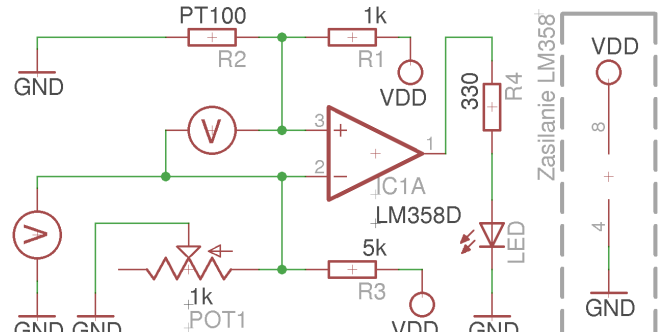 PT100
R2
GND
1k
R1
VDD
330
R4
V
3
2
1
IC1A
LM358D
V
GND
GND
1k
POT1
5k
R3
VDD
LED
GND
Zasilanie LM358
VDD
8
4
GND